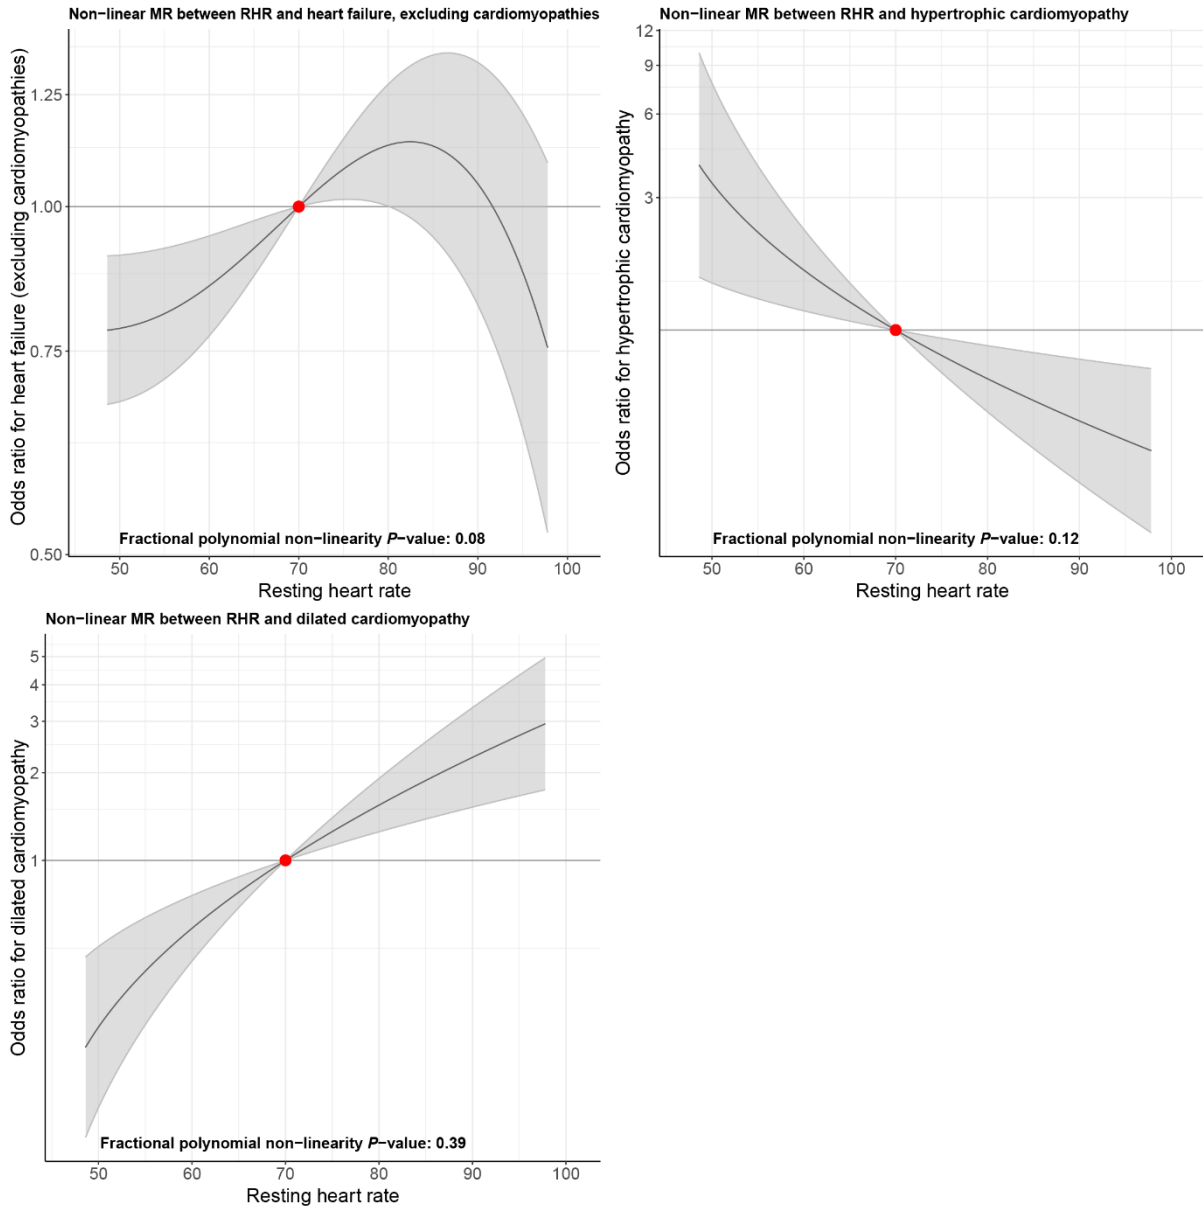 Non−linear MR between RHR and heart failure, excluding cardiomyopathies
Odds ratio for heart failure (excluding cardiomyopathies)
1.25
1.00
0.75
0.50
Fractional polynomial non−linearity P−value: 0.08
50 60 70 80 90 100
Resting heart rate
Non−linear MR between RHR and hypertrophic cardiomyopathy
Odds ratio for hypertrophic cardiomyopathy
12
9
6
3
Fractional polynomial non−linearity P−value: 0.12
50 60 70 80 90 100
Resting heart rate
Non−linear MR between RHR and dilated cardiomyopathy
Odds ratio for dilated cardiomyopathy
5
4
3
2
1
Fractional polynomial non−linearity P−value: 0.39
50 60 70 80 90 100
Resting heart rate